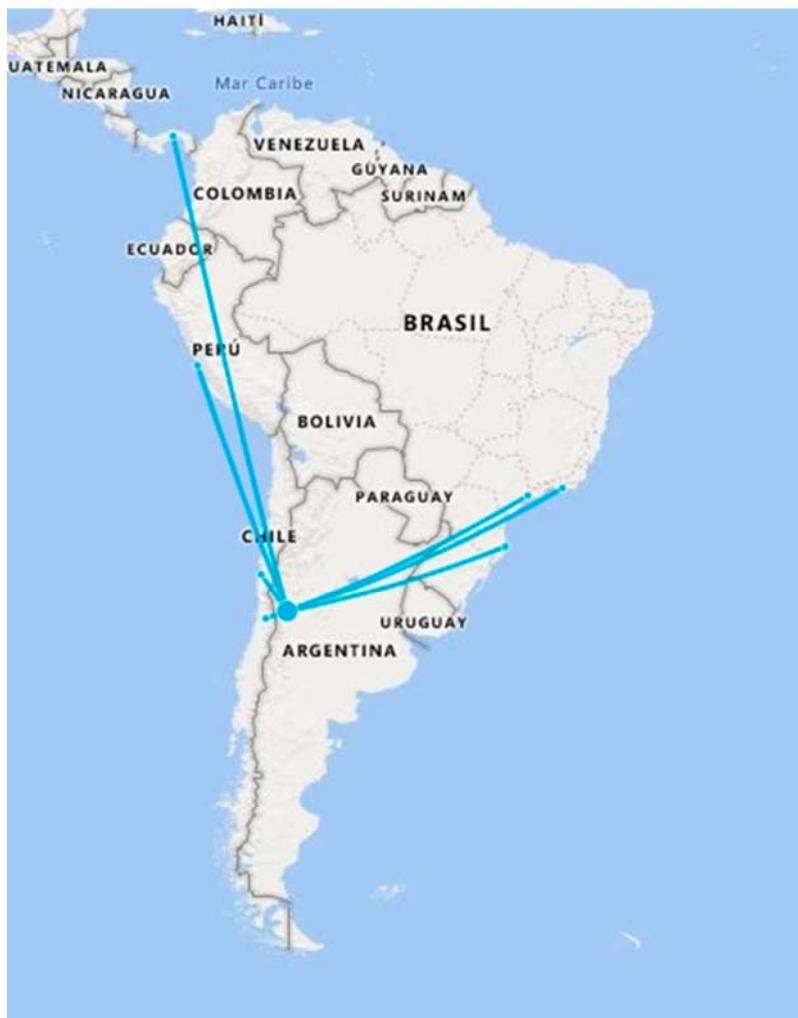 HAITÍ
UATEMALA
NICARAGUA
Mar Caribe
VENEZUELA
GUYANA
COLOMBIA
SURINAM
ECUADOR
BRASIL
PERÚ
BOLIVIA
PARAGUAY
CHILE
URUGUAY
ARGENTINA